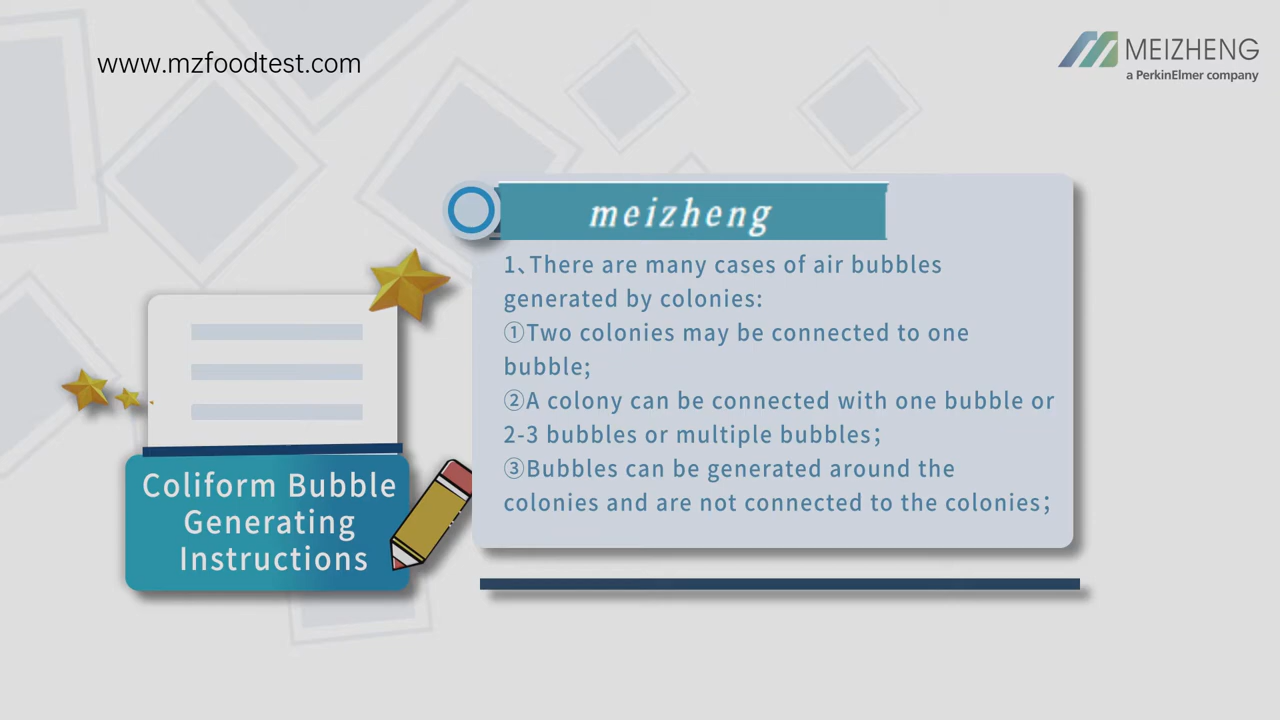 www.mzfoodtest.com
MEIZHENG
a PerkinElmer company
meizheng
1、There are many cases of air bubbles
generated by colonies:
①Two colonies may be connected to one
bubble;
②A colony can be connected with one bubble or
2-3 bubbles or multiple bubbles；
③Bubbles can be generated around the
colonies and are not connected to the colonies；
Coliform Bubble
Generating
Instructions